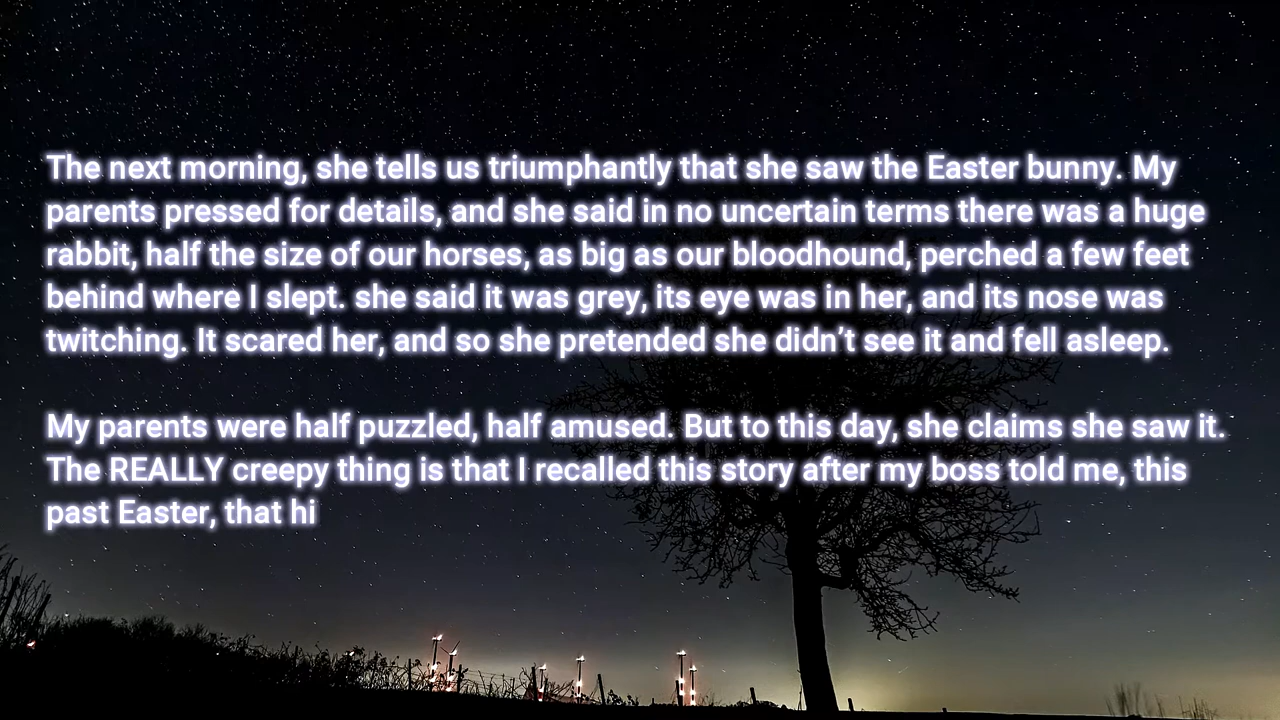 The next morning, she tells us triumphantly that she saw the Easter bunny. My
parents pressed for details, and she said in no uncertain terms there was a huge
rabbit, half the size of our horses, as big as our bloodhound, perched a few feet
behind where I slept. she said it was grey, its eye was in her, and its nose was
twitching. It scared her, and so she pretended she didn’t see it and fell asleep.
My parents were half puzzled, half amused. But to this day, she claims she saw it.
The REALLY creepy thing is that I recalled this story after my boss told me, this
past Easter, that hi